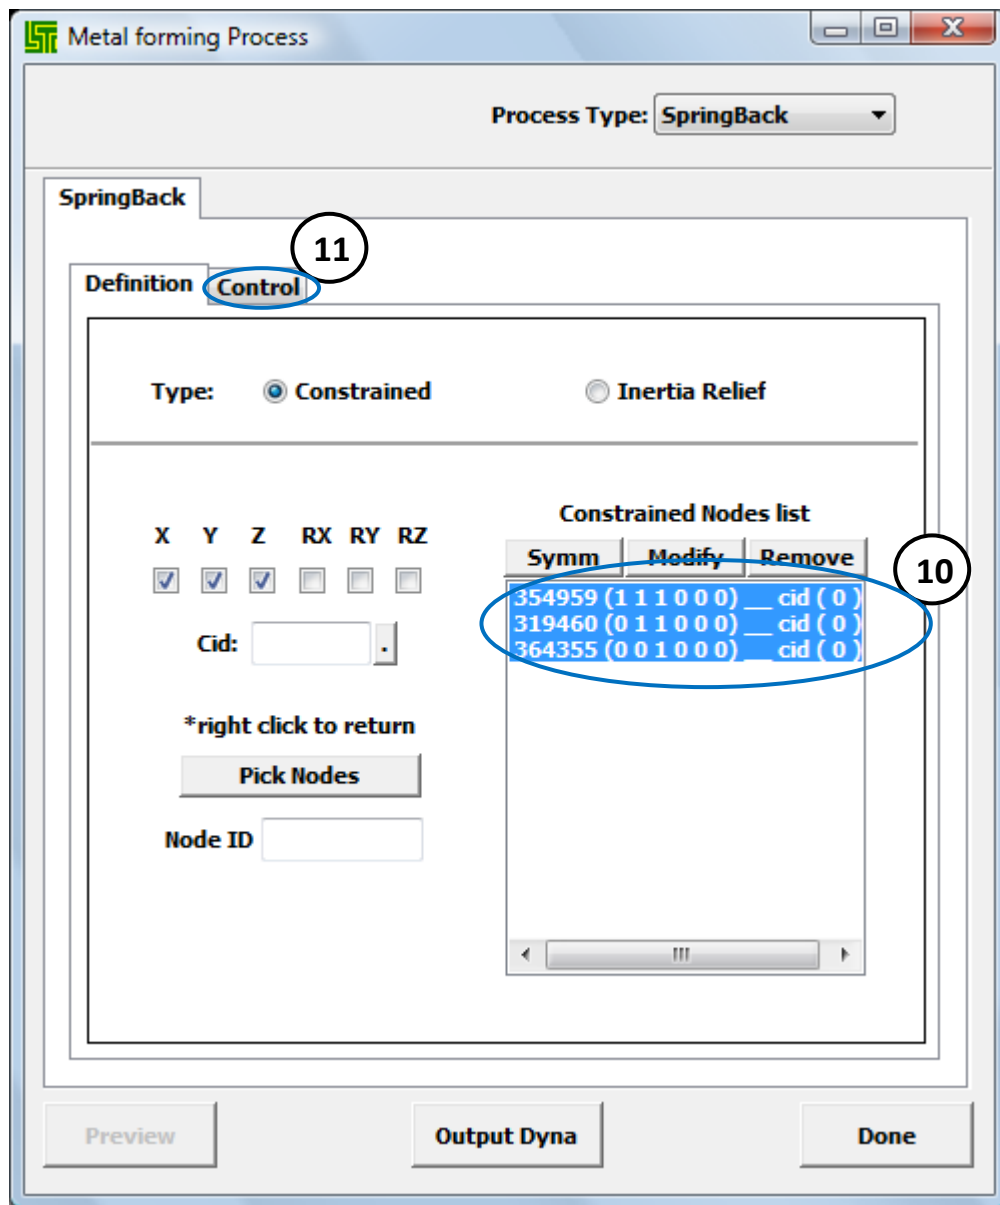 Metal forming Process
Process Type: SpringBack
SpringBack
11
Definition Control
Type: Constrained Inertia Relief
Constrained Nodes list
X Y Z RX RY RZ
Symm Modify Remove
10
354959 (1 1 1 0 0 0) __ cid ( 0 )
319460 (0 1 1 0 0 0) __ cid ( 0 )
364355 (0 0 1 0 0 0) __ cid ( 0 )
Cid: .
*right click to return
Pick Nodes
Node ID
Preview Output Dyna Done